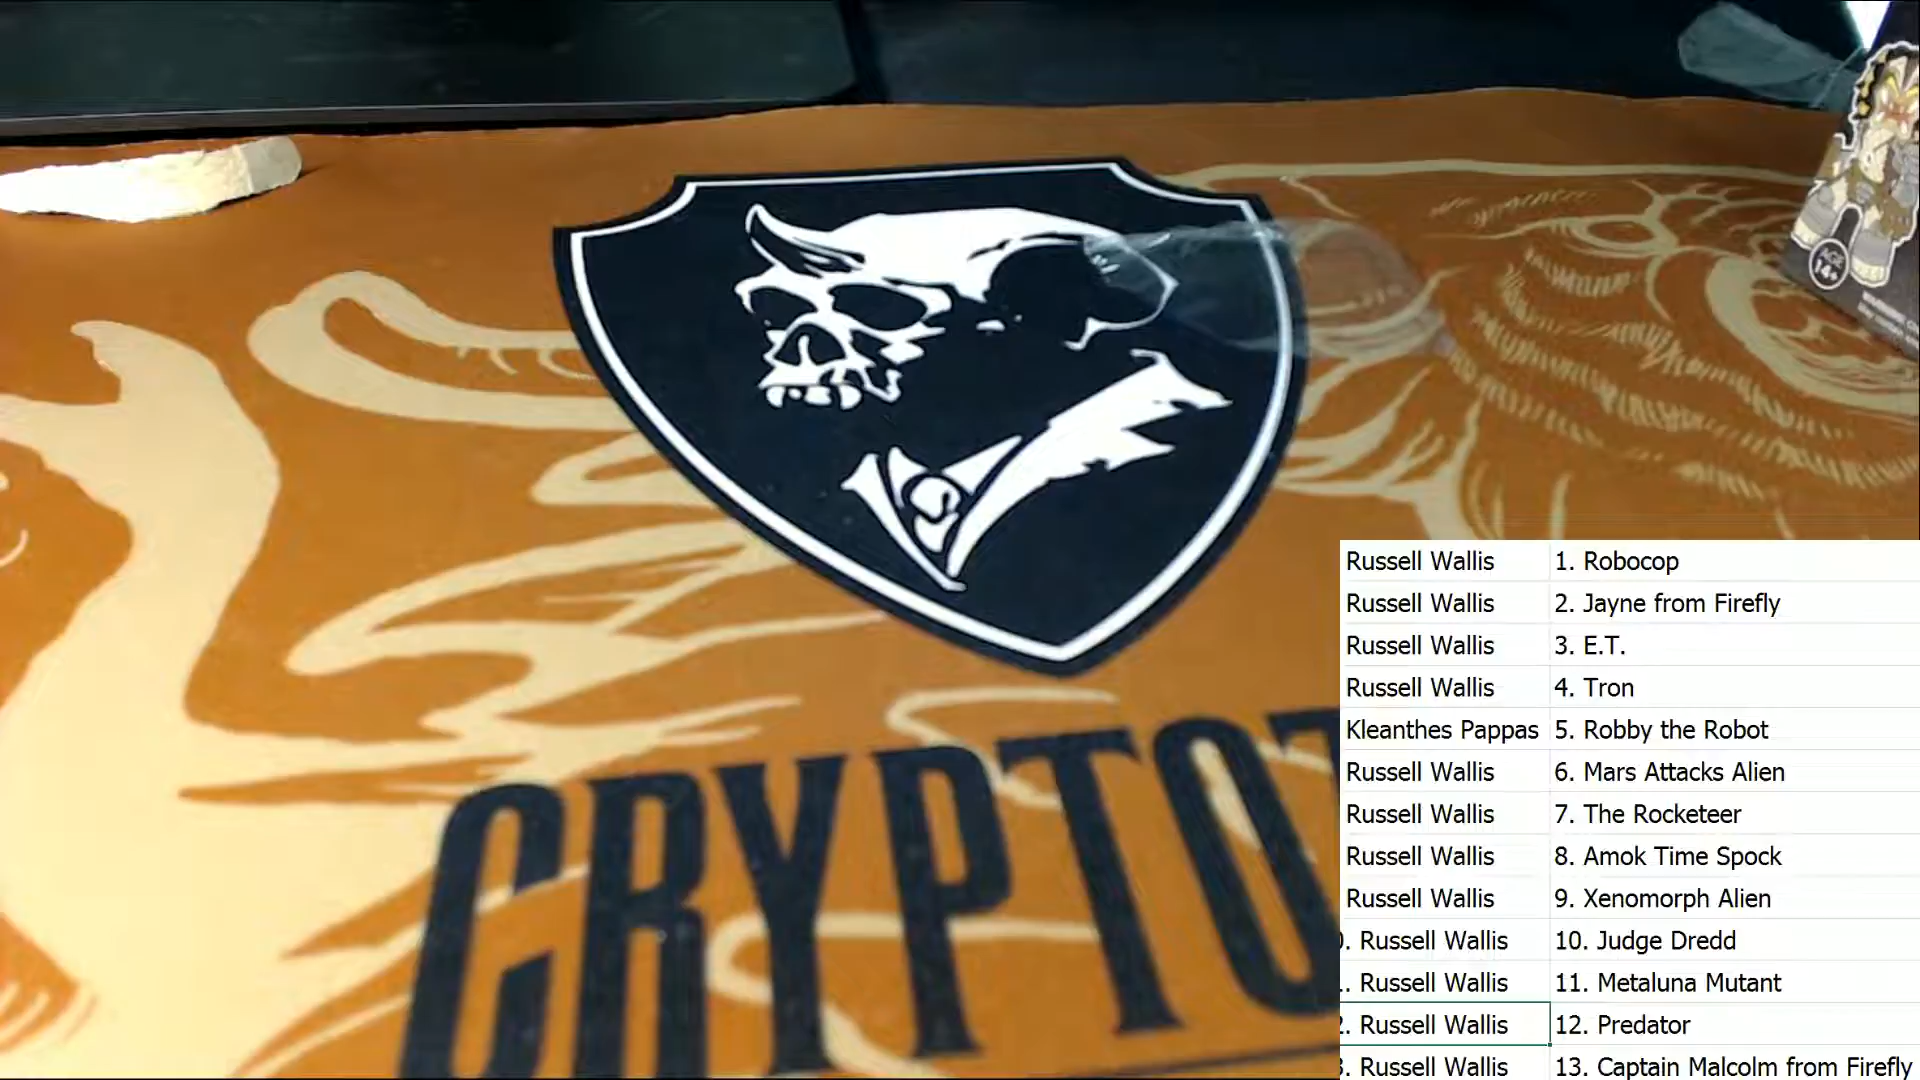 AGE
14+
CRYPTO
Russell Wallis 1. Robocop
Russell Wallis 2. Jayne from Firefly
Russell Wallis 3. E.T.
Russell Wallis 4. Tron
Kleanthes Pappas 5. Robby the Robot
Russell Wallis 6. Mars Attacks Alien
Russell Wallis 7. The Rocketeer
Russell Wallis 8. Amok Time Spock
Russell Wallis 9. Xenomorph Alien
. Russell Wallis 10. Judge Dredd
. Russell Wallis 11. Metaluna Mutant
. Russell Wallis 12. Predator
. Russell Wallis 13. Captain Malcolm from Firefly